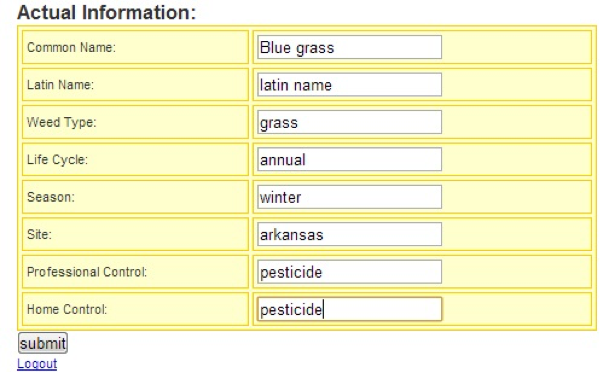 Actual Information:
Common Name: Blue grass
Latin Name: latin name
Weed Type: grass
Life Cycle: annual
Season: winter
Site: arkansas
Professional Control: pesticide
Home Control: pesticide
submit
Logout